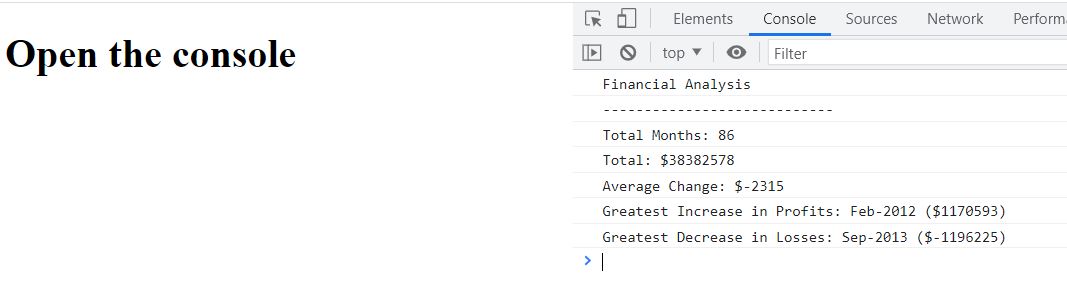 Open the console
Elements Console Sources Network Perform
top Filter
Financial Analysis
----------------------------
Total Months: 86
Total: $38382578
Average Change: $-2315
Greatest Increase in Profits: Feb-2012 ($1170593)
Greatest Decrease in Losses: Sep-2013 ($-1196225)